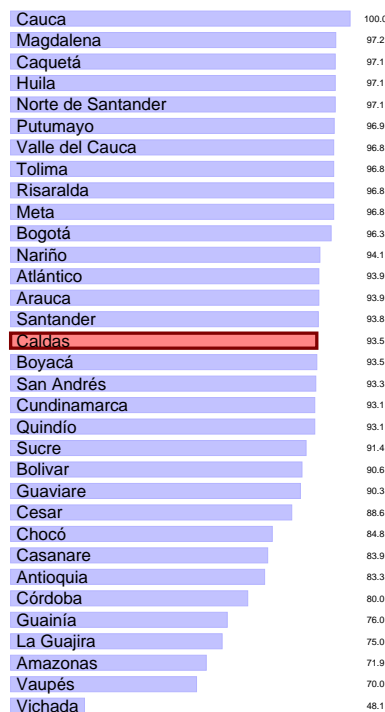 Cauca 100.0
Magdalena 97.2
Caquetá 97.1
Huila 97.1
Norte de Santander 97.1
Putumayo 96.9
Valle del Cauca 96.8
Tolima 96.8
Risaralda 96.8
Meta 96.8
Bogotá 96.3
Nariño 94.1
Atlántico 93.9
Arauca 93.9
Santander 93.8
Caldas 93.5
Boyacá 93.5
San Andrés 93.3
Cundinamarca 93.1
Quindío 93.1
Sucre 91.4
Bolivar 90.6
Guaviare 90.3
Cesar 88.6
Chocó 84.8
Casanare 83.9
Antioquia 83.3
Córdoba 80.0
Guainía 76.0
La Guajira 75.0
Amazonas 71.9
Vaupés 70.0
Vichada 48.1